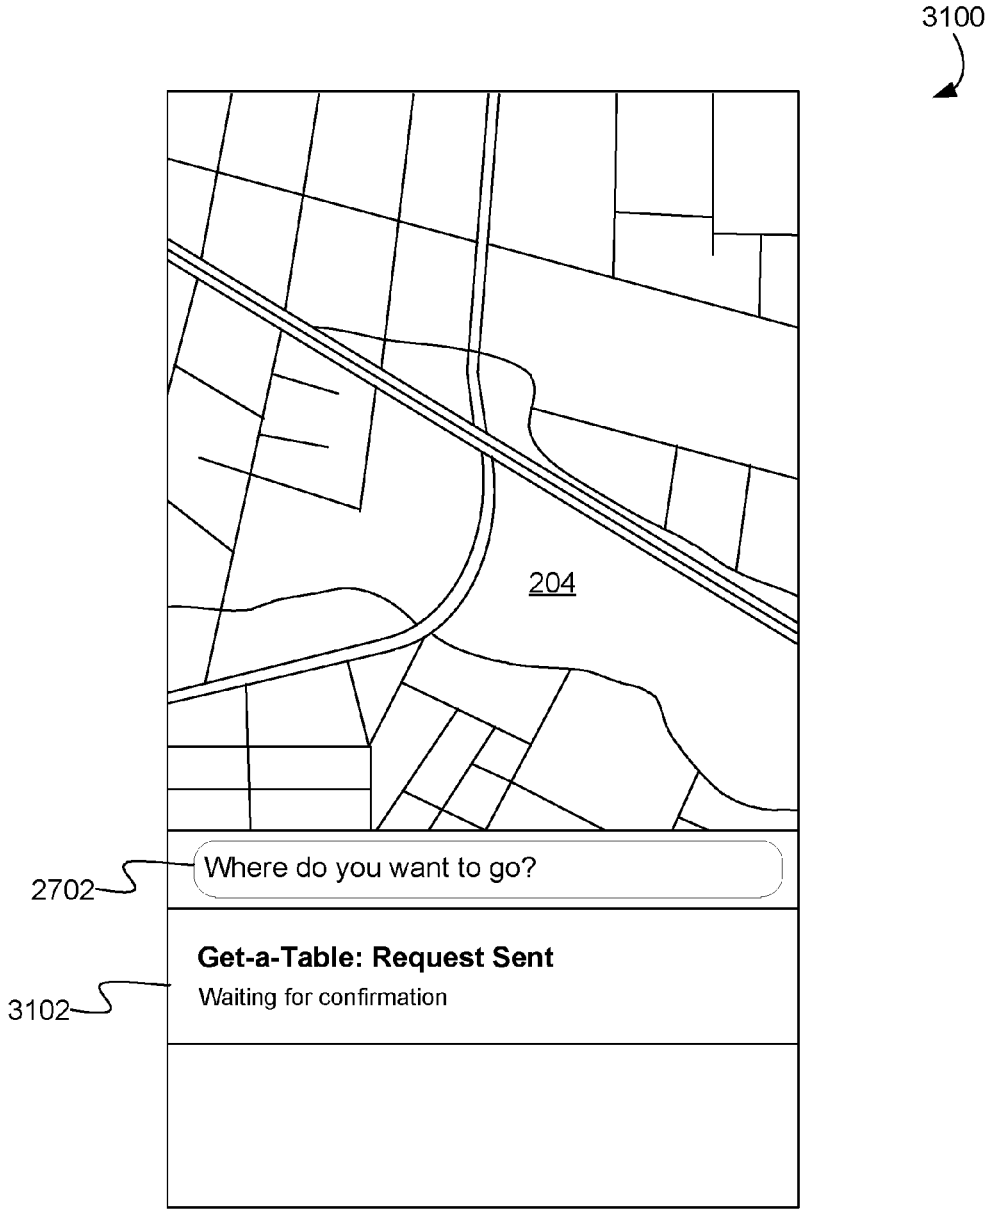 3100
204
Where do you want to go?
2702
Get-a-Table: Request Sent
Waiting for confirmation
3102